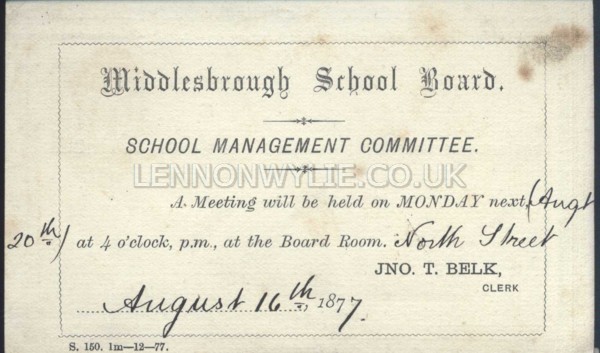 Middlesbrough School Board.
SCHOOL MANAGEMENT COMMITTEE.
LENNONWYLIE.CO.UK
A Meeting will be held on MONDAY next, (Augt
20th) at 4 o'clock, p.m., at the Board Room. North Street
JNO. T. BELK,
CLERK
August 16th, 1877.
S. 150. 1m—12—77.